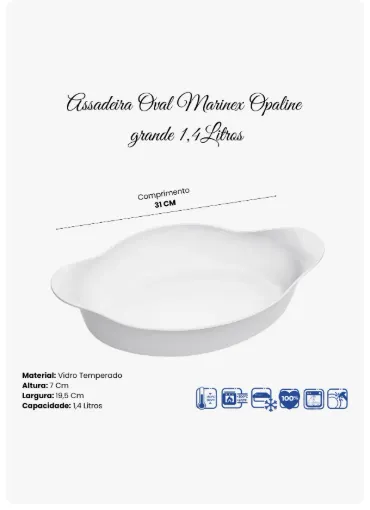 Assadeira Oval Marinex Opaline
grande 1,4 Litros
Comprimento
31 CM
Material: Vidro Temperado
Altura: 7 Cm
Largura: 19,5 Cm
Capacidade: 1,4 Litros
100%